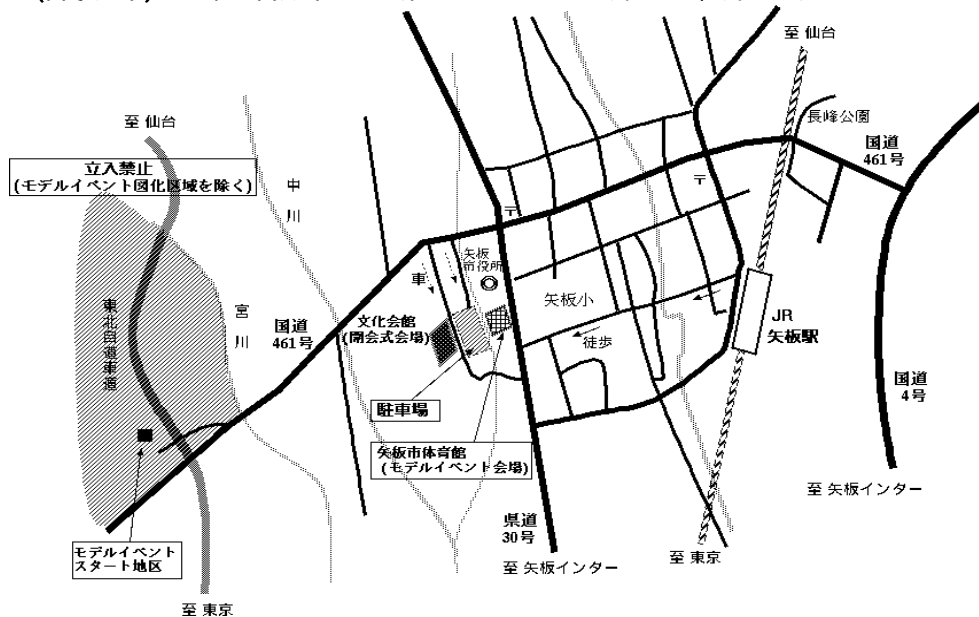 至 仙台
長峰公園
国道
461号
至 仙台
立入禁止
(モデルイベント図化区域を除く)
中川
〒
〒
矢板
市役所
車
矢板小
JR
矢板駅
東北自道車道
宮川
国道
461号
文化会館
(閉会式会場)
徒歩
国道
4号
駐車場
矢板市体育館
(モデルイベント会場)
至 矢板インター
県道
30号
モデルイベント
スタート地区
至 東京
至 矢板インター
至 東京